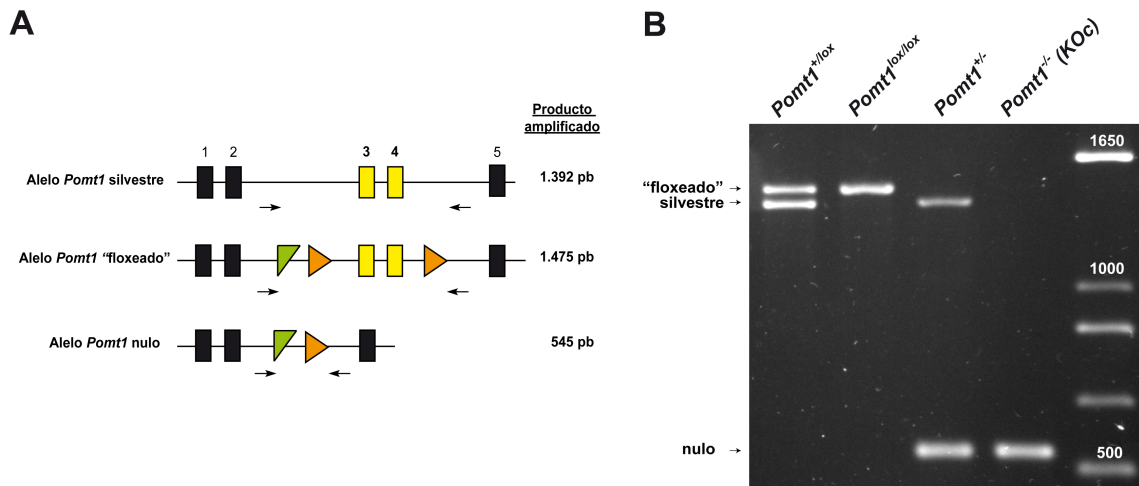 A
Producto
amplificado
1 2 3 4 5
Alelo Pomt1 silvestre
1.392 pb
Alelo Pomt1 “floxeado”
1.475 pb
Alelo Pomt1 nulo
545 pb
B
Pomt1+/lox
Pomt1lox/lox
Pomt1+/-
Pomt1-/- (KOc)
1650
“floxeado”
silvestre
1000
nulo
500